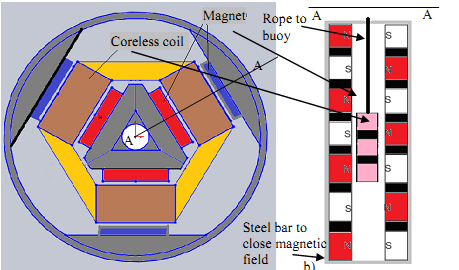 Magnet
Rope to
buoy
Coreless coil
A
A
A
A
N S
S N
N S
S N
N S
S N
N S
Steel bar to
close magnetic
field
b)